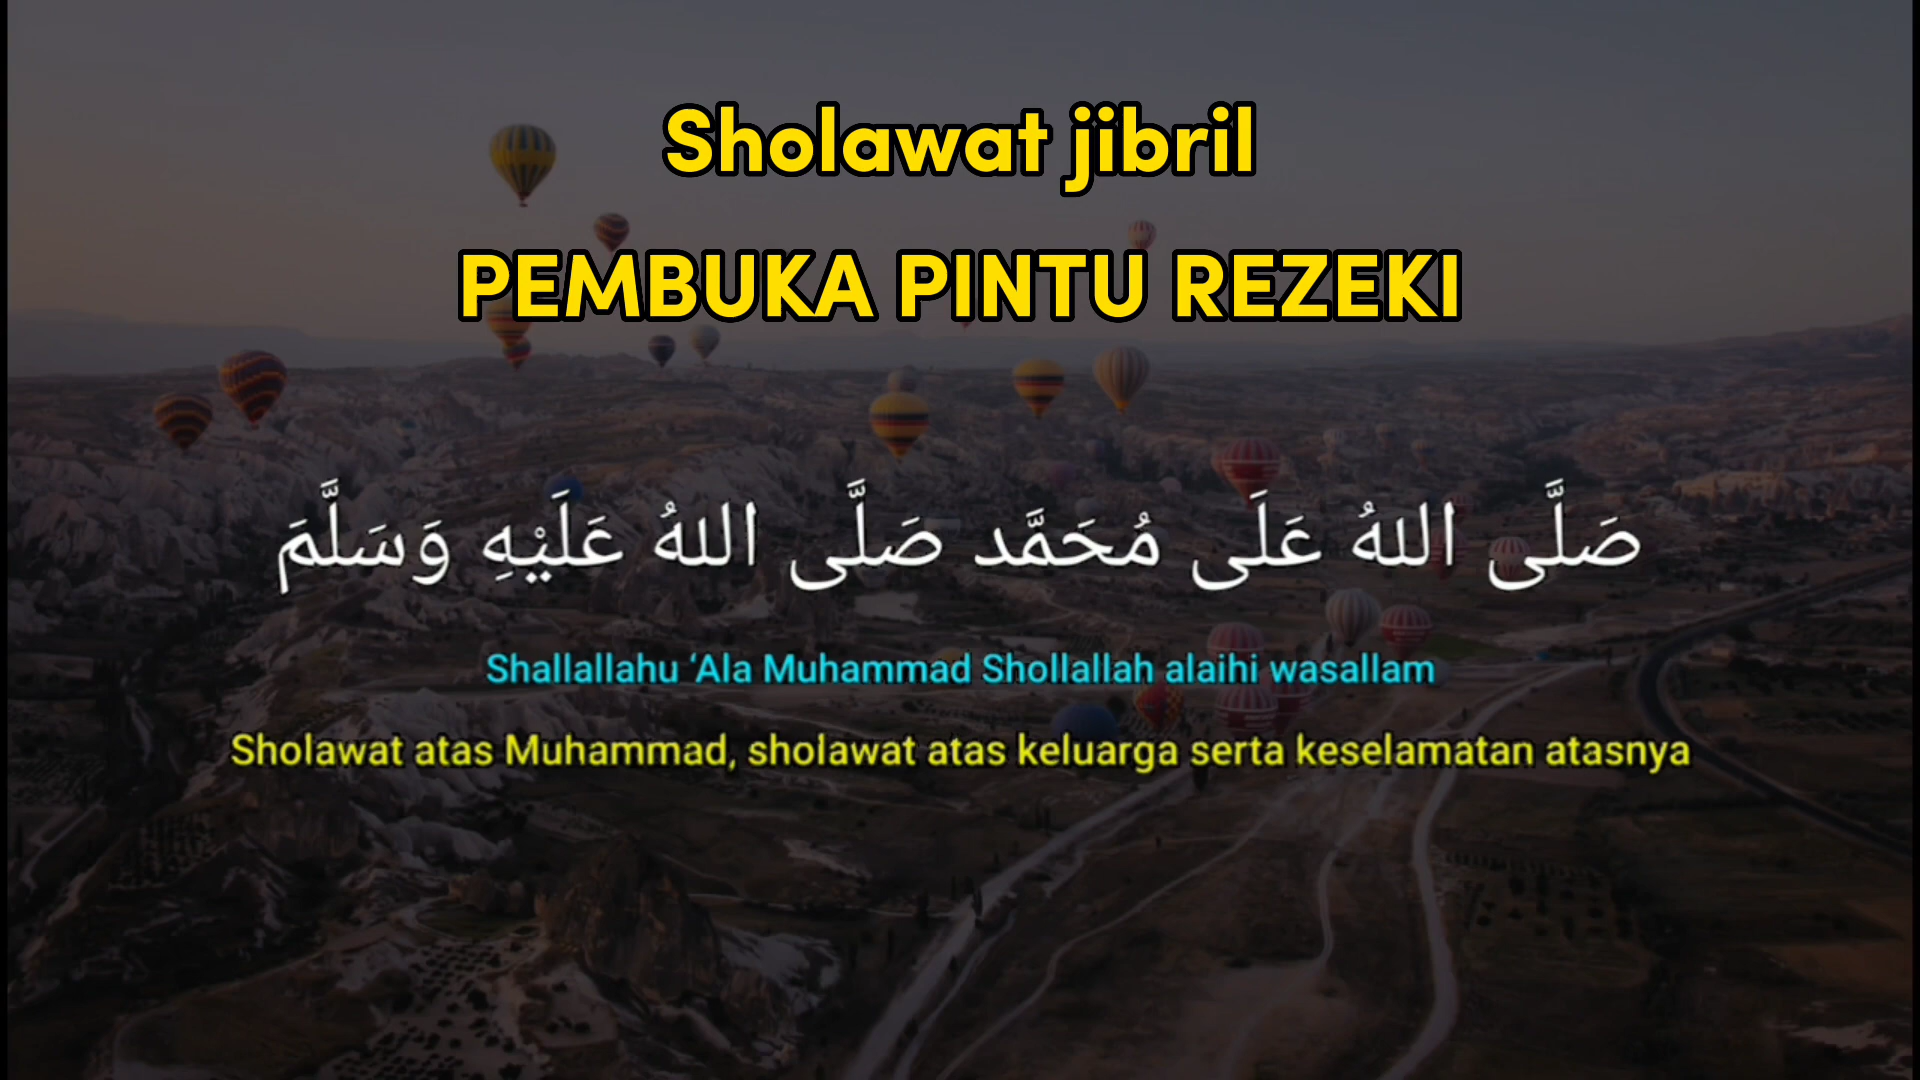 Sholawat jibril
PEMBUKA PINTU REZEKI
صَلَّى اللهُ عَلَى مُحَمَّد صَلَّى اللهُ عَلَيْهِ وَسَلَّمَ
Shallallahu ‘Ala Muhammad Shollallah alaihi wasallam
Sholawat atas Muhammad, sholawat atas keluarga serta keselamatan atasnya